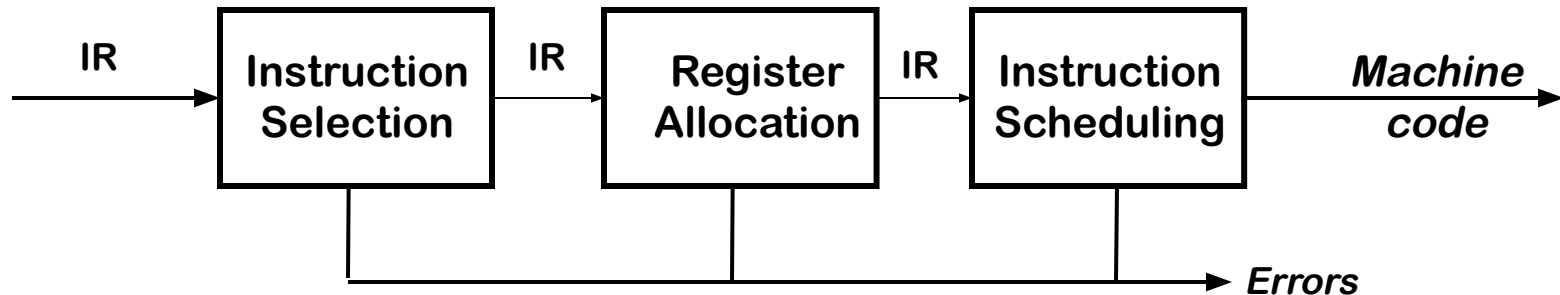 IR
Instruction
Selection
IR
Register
Allocation
IR
Instruction
Scheduling
Machine
code
Errors